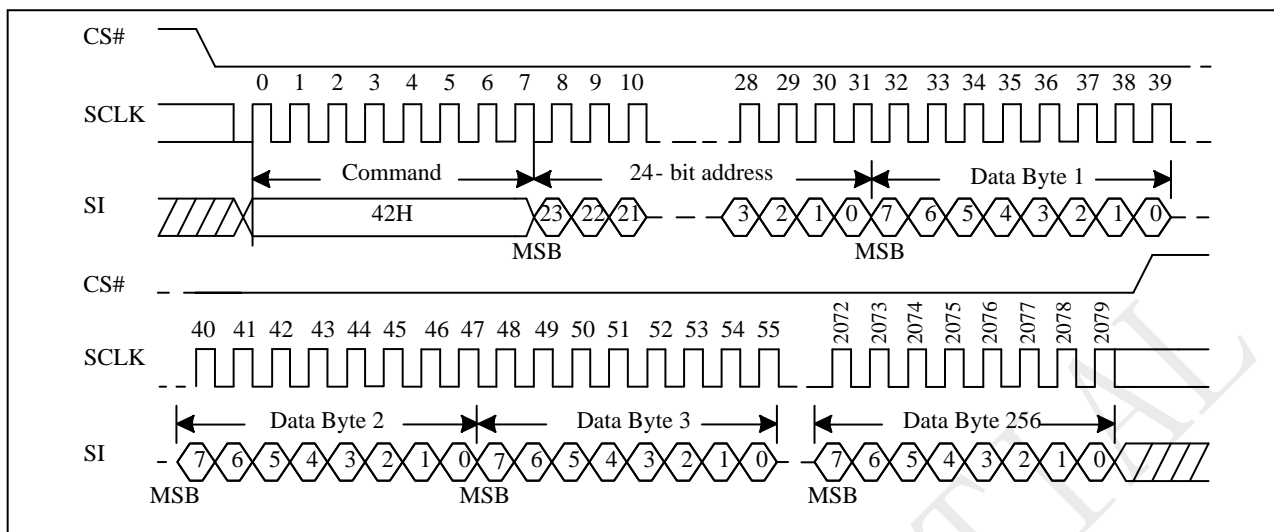 CS#
0 1 2 3 4 5 6 7 8 9 10 28 29 30 31 32 33 34 35 36 37 38 39
SCLK
Command 24- bit address Data Byte 1
SI 42H 23 22 21 3 2 1 0 7 6 5 4 3 2 1 0
MSB MSB
CS#
40 41 42 43 44 45 46 47 48 49 50 51 52 53 54 55 2072 2073 2074 2075 2076 2077 2078 2079
SCLK
Data Byte 2 Data Byte 3 Data Byte 256
SI 7 6 5 4 3 2 1 0 7 6 5 4 3 2 1 0 7 6 5 4 3 2 1 0
MSB MSB MSB
TIAL